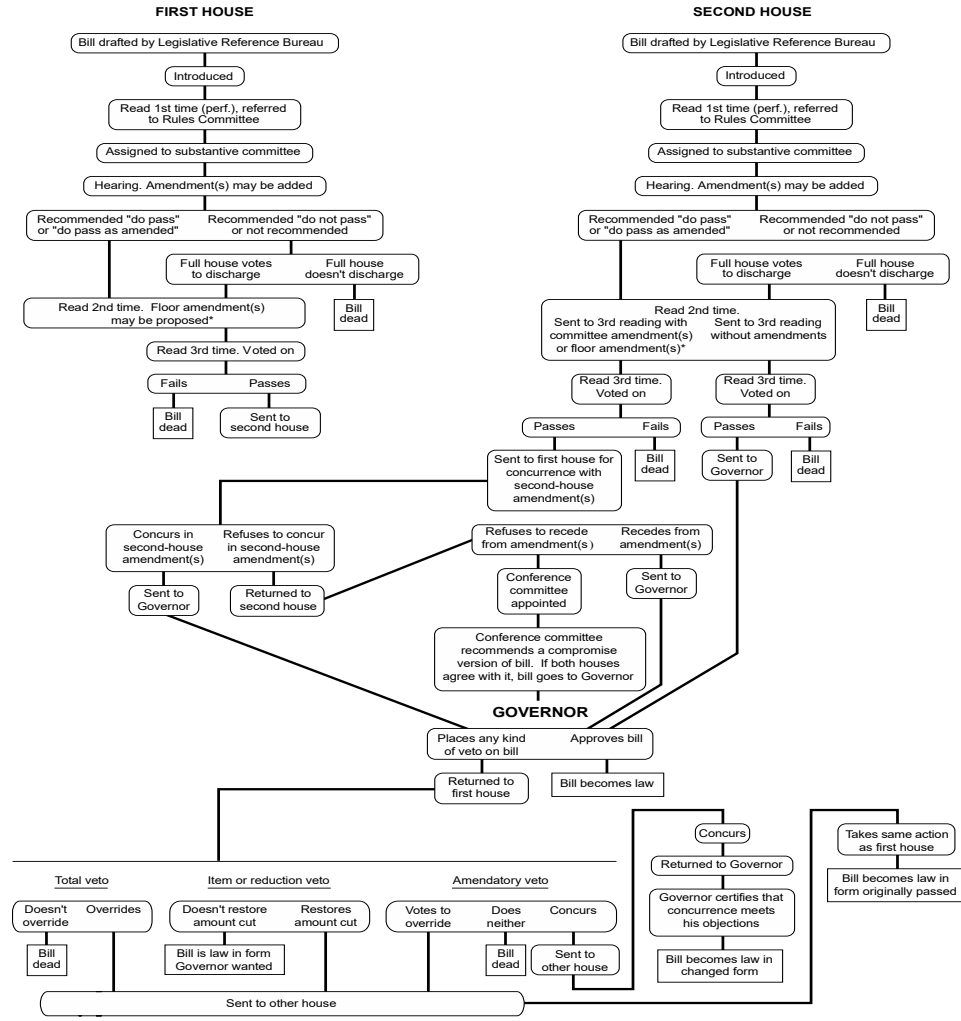 FIRST HOUSE
Bill drafted by Legislative Reference Bureau
Introduced
Read 1st time (perf.), referred
to Rules Committee
Assigned to substantive committee
Hearing. Amendment(s) may be added
Recommended "do pass"
or "do pass as amended"
Recommended "do not pass"
or not recommended
Full house votes
to discharge
Full house
doesn't discharge
Bill
dead
Read 2nd time. Floor amendment(s)
may be proposed*
Read 3rd time. Voted on
Fails
Passes
Bill
dead
Sent to
second house
SECOND HOUSE
Bill drafted by Legislative Reference Bureau
Introduced
Read 1st time (perf.), referred
to Rules Committee
Assigned to substantive committee
Hearing. Amendment(s) may be added
Recommended "do pass"
or "do pass as amended"
Recommended "do not pass"
or not recommended
Full house votes
to discharge
Full house
doesn't discharge
Bill
dead
Read 2nd time.
Sent to 3rd reading with
committee amendment(s)
or floor amendment(s)*
Sent to 3rd reading
without amendments
Read 3rd time.
Voted on
Read 3rd time.
Voted on
Passes
Fails
Passes
Fails
Sent to first house for
concurrence with
second-house
amendment(s)
Bill
dead
Sent to
Governor
Bill
dead
Concurs in
second-house
amendment(s)
Refuses to concur
in second-house
amendment(s)
Sent to
Governor
Returned to
second house
Refuses to recede
from amendment(s)
Recedes from
amendment(s)
Conference
committee
appointed
Sent to
Governor
Conference committee
recommends a compromise
version of bill. If both houses
agree with it, bill goes to Governor
GOVERNOR
Places any kind
of veto on bill
Approves bill
Returned to
first house
Bill becomes law
Total veto
Item or reduction veto
Amendatory veto
Doesn't
override
Overrides
Bill
dead
Doesn't restore
amount cut
Restores
amount cut
Bill is law in form
Governor wanted
Votes to
override
Does
neither
Concurs
Bill
dead
Sent to
other house
Sent to other house
Concurs
Returned to Governor
Governor certifies that
concurrence meets
his objections
Bill becomes law in
changed form
Takes same action
as first house
Bill becomes law in
form originally passed